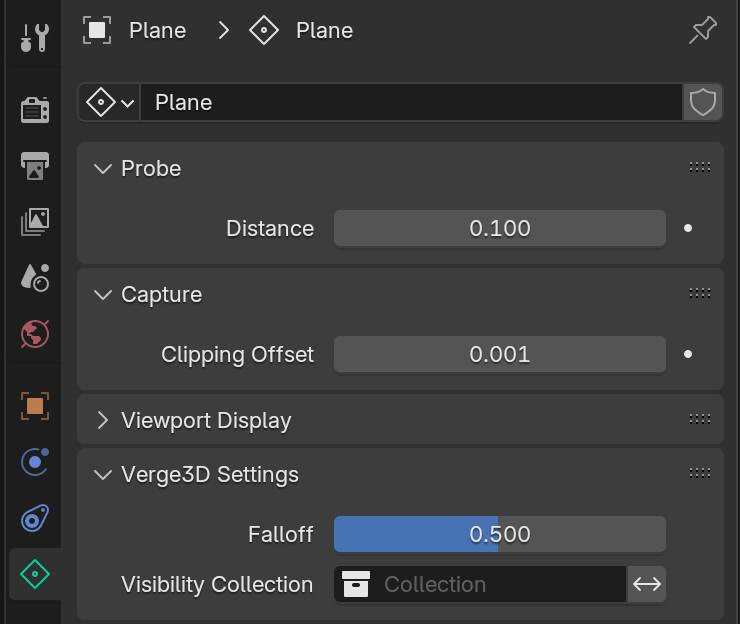 Plane > Plane
Plane
Probe
Distance 0.100
Capture
Clipping Offset 0.001
Viewport Display
Verge3D Settings
Falloff 0.500
Visibility Collection Collection